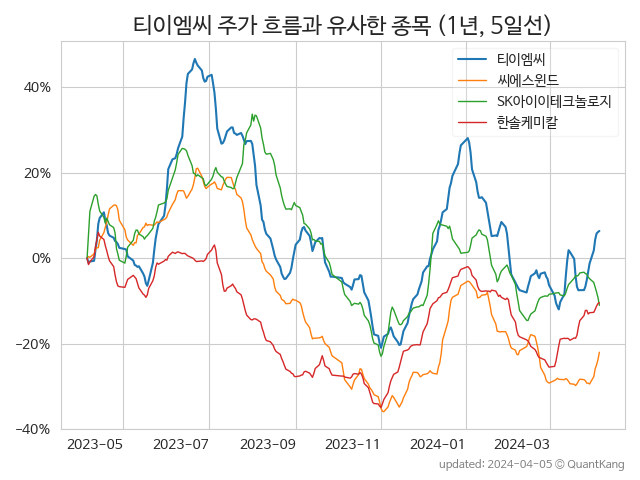 티이엠씨 주가 흐름과 유사한 종목 (1년, 5일선)
티이엠씨
씨에스윈드
SK아이이테크놀로지
한솔케미칼
40%
20%
0%
−20%
−40%
2023-05 2023-07 2023-09 2023-11 2024-01 2024-03
updated: 2024-04-05 © QuantKang